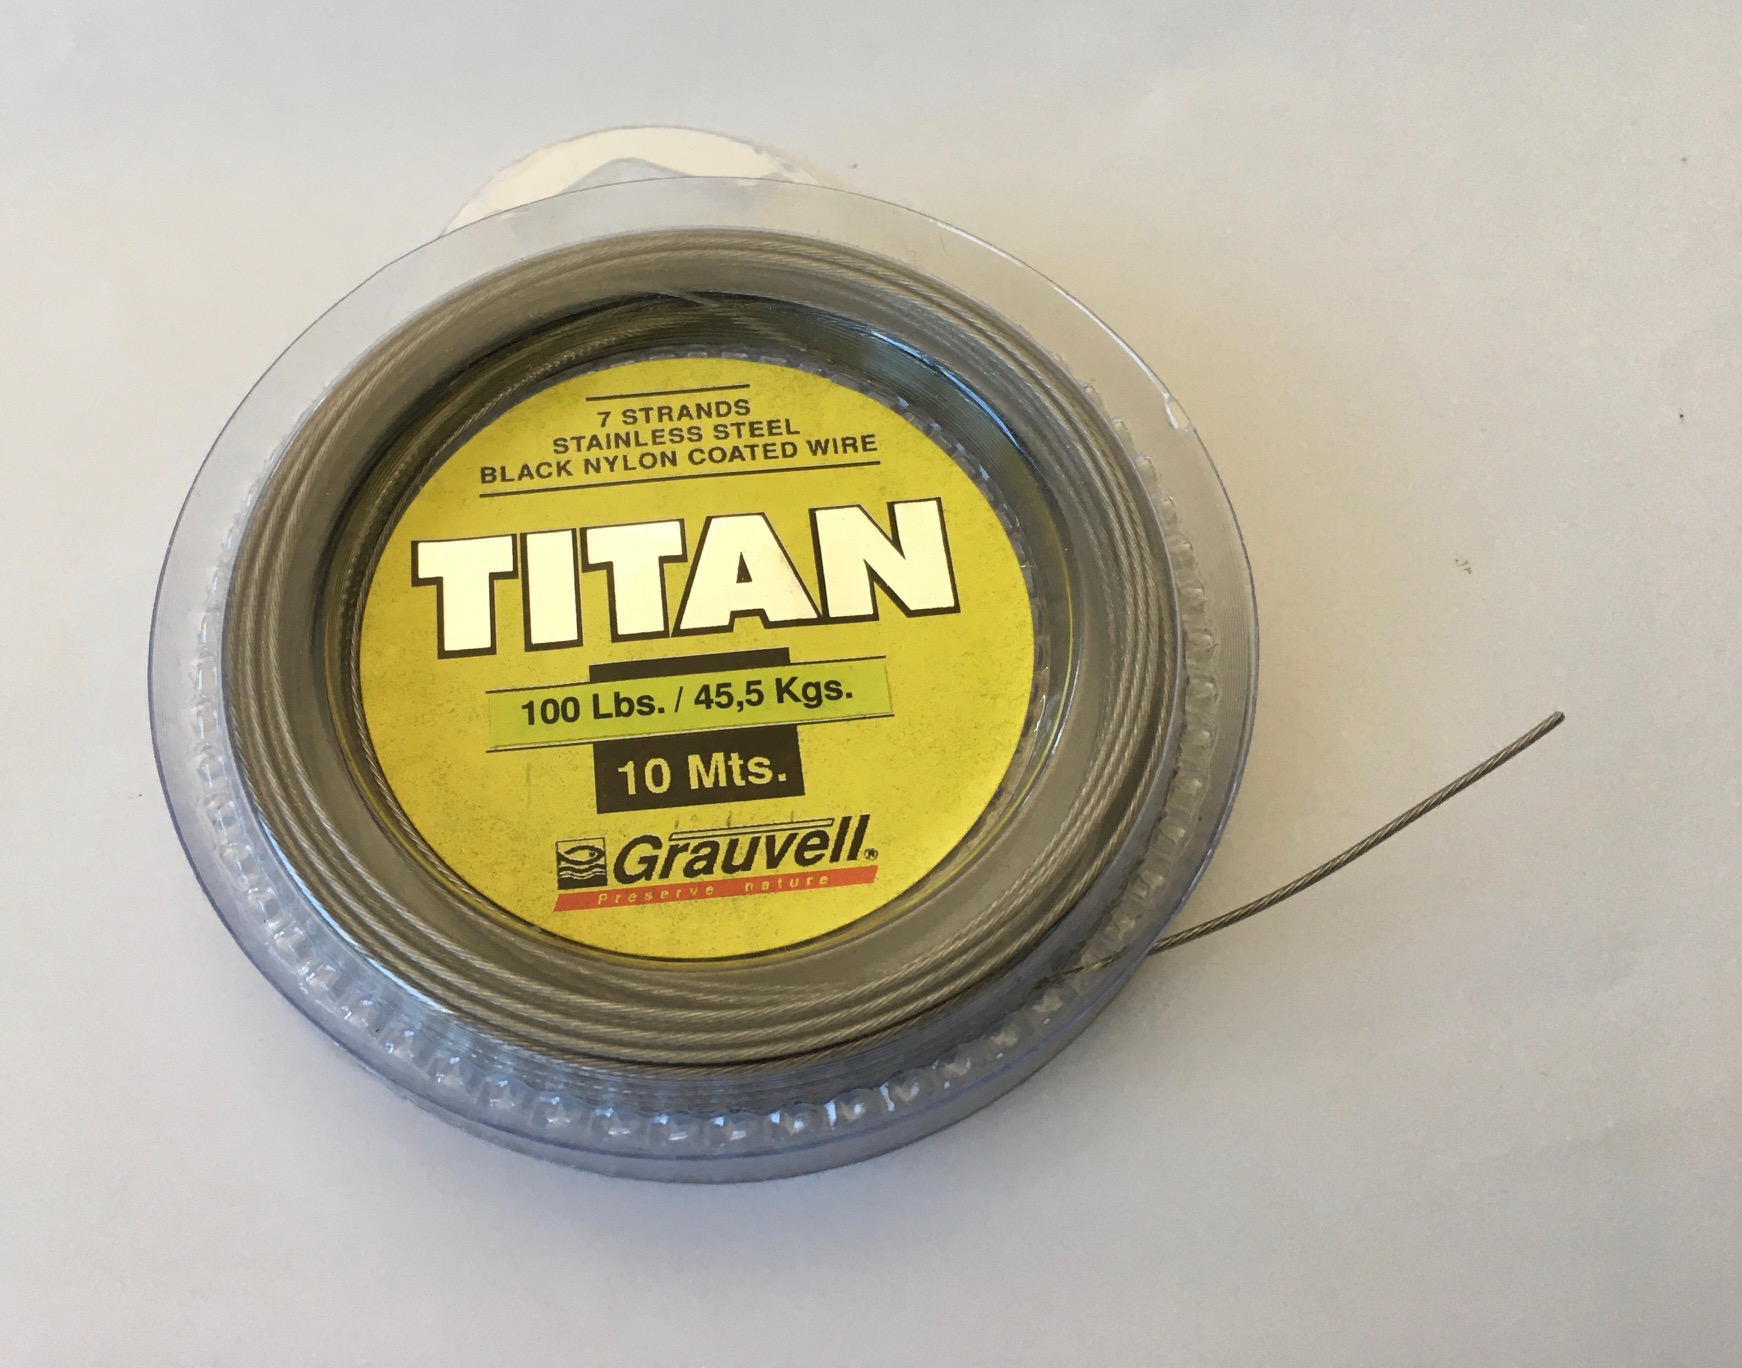 7 STRANDS
STAINLESS STEEL
BLACK NYLON COATED WIRE
TITAN
100 Lbs. / 45,5 Kgs.
10 Mts.
Grauvell®
Preserve nature